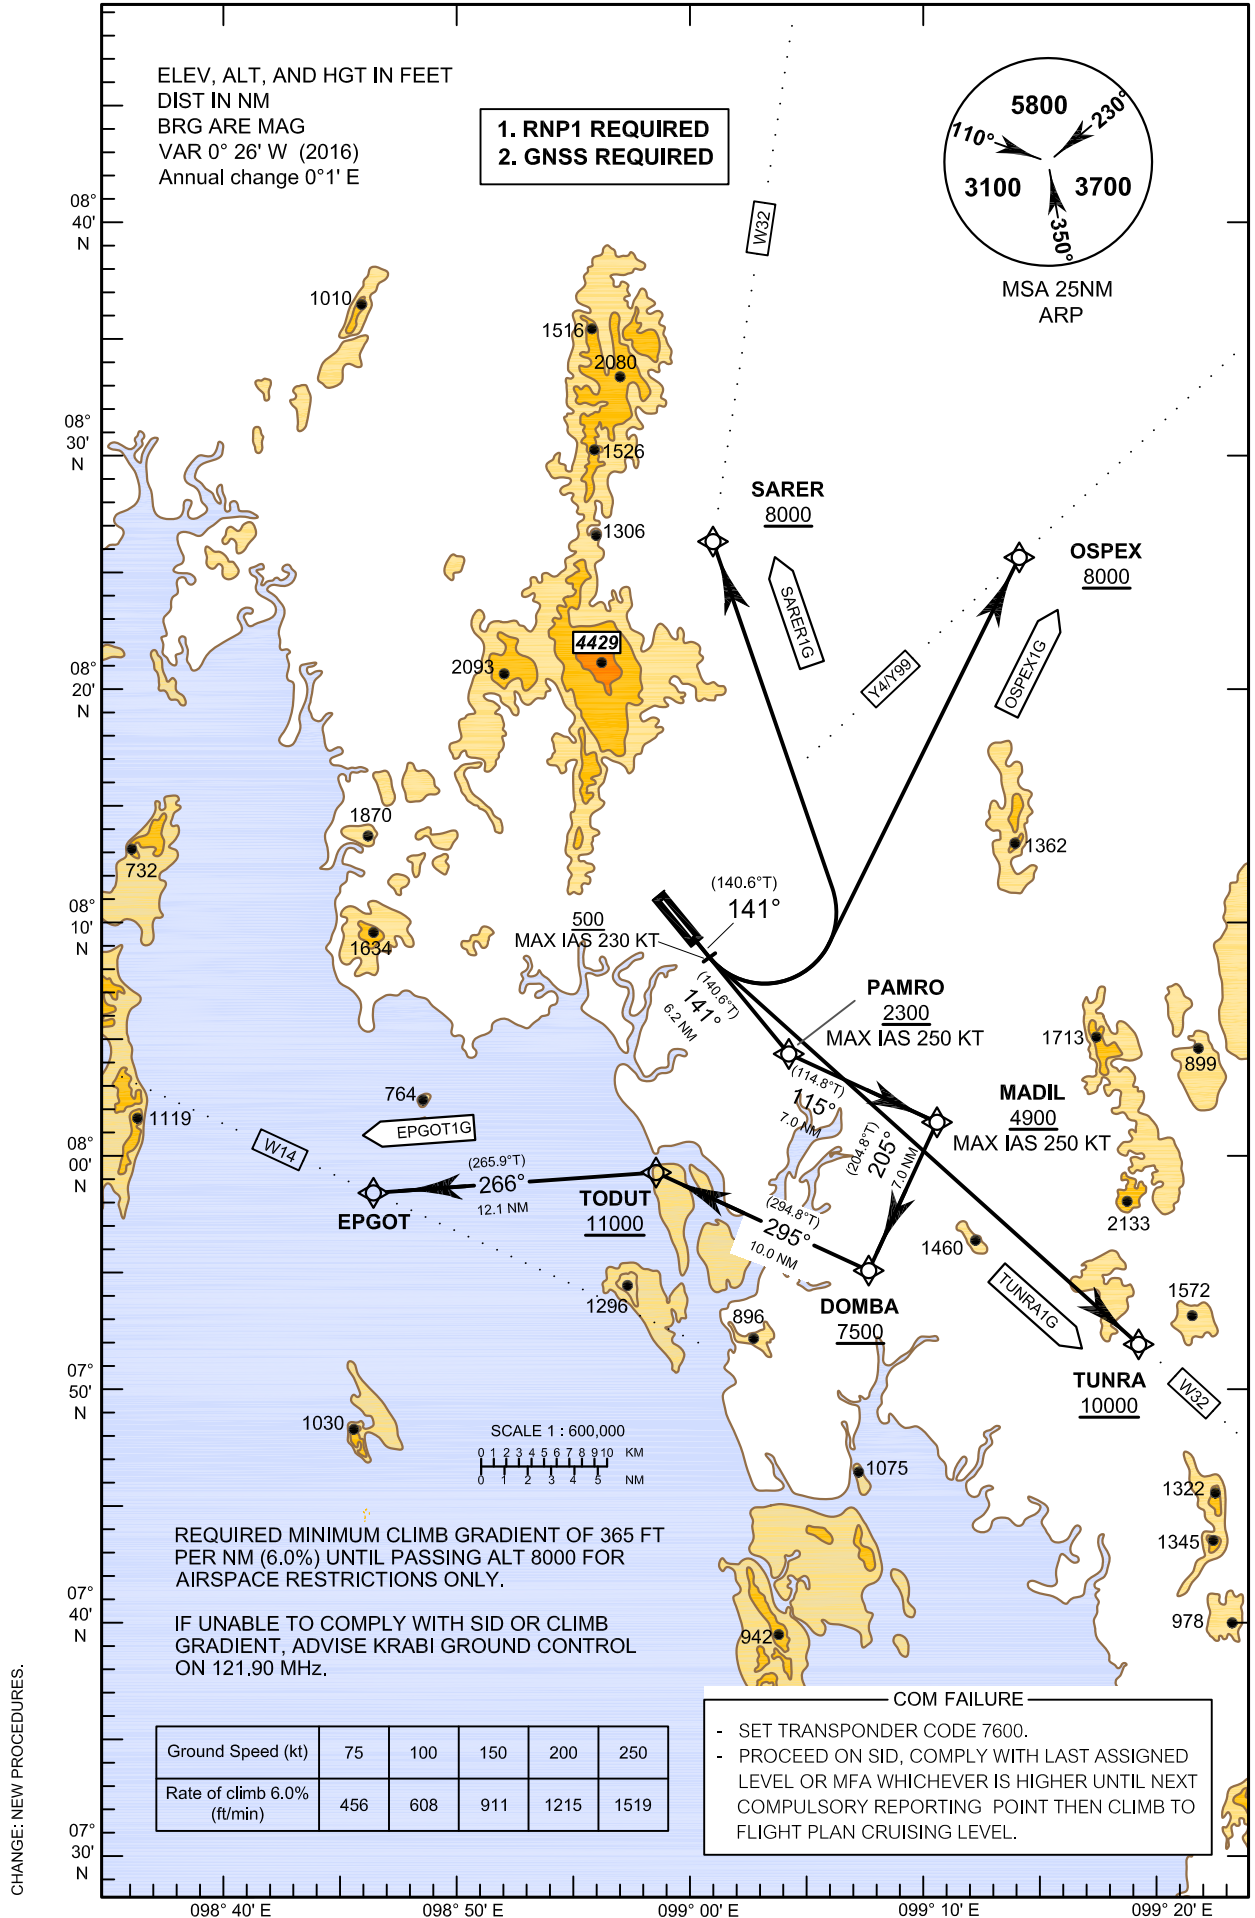 ELEV, ALT, AND HGT IN FEET
DIST IN NM
BRG ARE MAG
VAR 0° 26' W (2016)
Annual change 0°1' E
1. RNP1 REQUIRED
2. GNSS REQUIRED
5800
110°
230°
3100
3700
350°
MSA 25NM
ARP
08°
40'
N
W32
1010
1516
2080
08°
30'
N
1526
SARER
8000
1306
OSPEX
8000
SARER1G
4429
2093
08°
20'
N
Y4/Y99
OSPEX1G
1870
732
1362
(140.6°T)
141°
08°
10'
N
500
MAX IAS 230 KT
1634
(140.6°T)
141°
6.2 NM
PAMRO
2300
MAX IAS 250 KT
1713
899
764
(114.8°T)
115°
7.0 NM
MADIL
4900
MAX IAS 250 KT
1119
EPGOT1G
W14
(204.8°T)
205°
7.0 NM
08°
00'
N
(265.9°T)
266°
12.1 NM
TODUT
11000
EPGOT
(294.8°T)
295°
10.0 NM
2133
1460
TUNRA1G
1572
1296
DOMBA
7500
896
07°
50'
N
TUNRA
10000
W32
1030
SCALE 1 : 600,000
0 1 2 3 4 5 6 7 8 9 10 KM
0 1 2 3 4 5 NM
1075
1322
1345
REQUIRED MINIMUM CLIMB GRADIENT OF 365 FT
PER NM (6.0%) UNTIL PASSING ALT 8000 FOR
AIRSPACE RESTRICTIONS ONLY.
07°
40'
N
IF UNABLE TO COMPLY WITH SID OR CLIMB
GRADIENT, ADVISE KRABI GROUND CONTROL
ON 121.90 MHz.
942
978
CHANGE: NEW PROCEDURES.
COM FAILURE
- SET TRANSPONDER CODE 7600.
- PROCEED ON SID, COMPLY WITH LAST ASSIGNED
LEVEL OR MFA WHICHEVER IS HIGHER UNTIL NEXT
COMPULSORY REPORTING POINT THEN CLIMB TO
FLIGHT PLAN CRUISING LEVEL.
Ground Speed (kt) 75 100 150 200 250
Rate of climb 6.0%
(ft/min) 456 608 911 1215 1519
07°
30'
N
098° 40' E
098° 50' E
099° 00' E
099° 10' E
099° 20' E